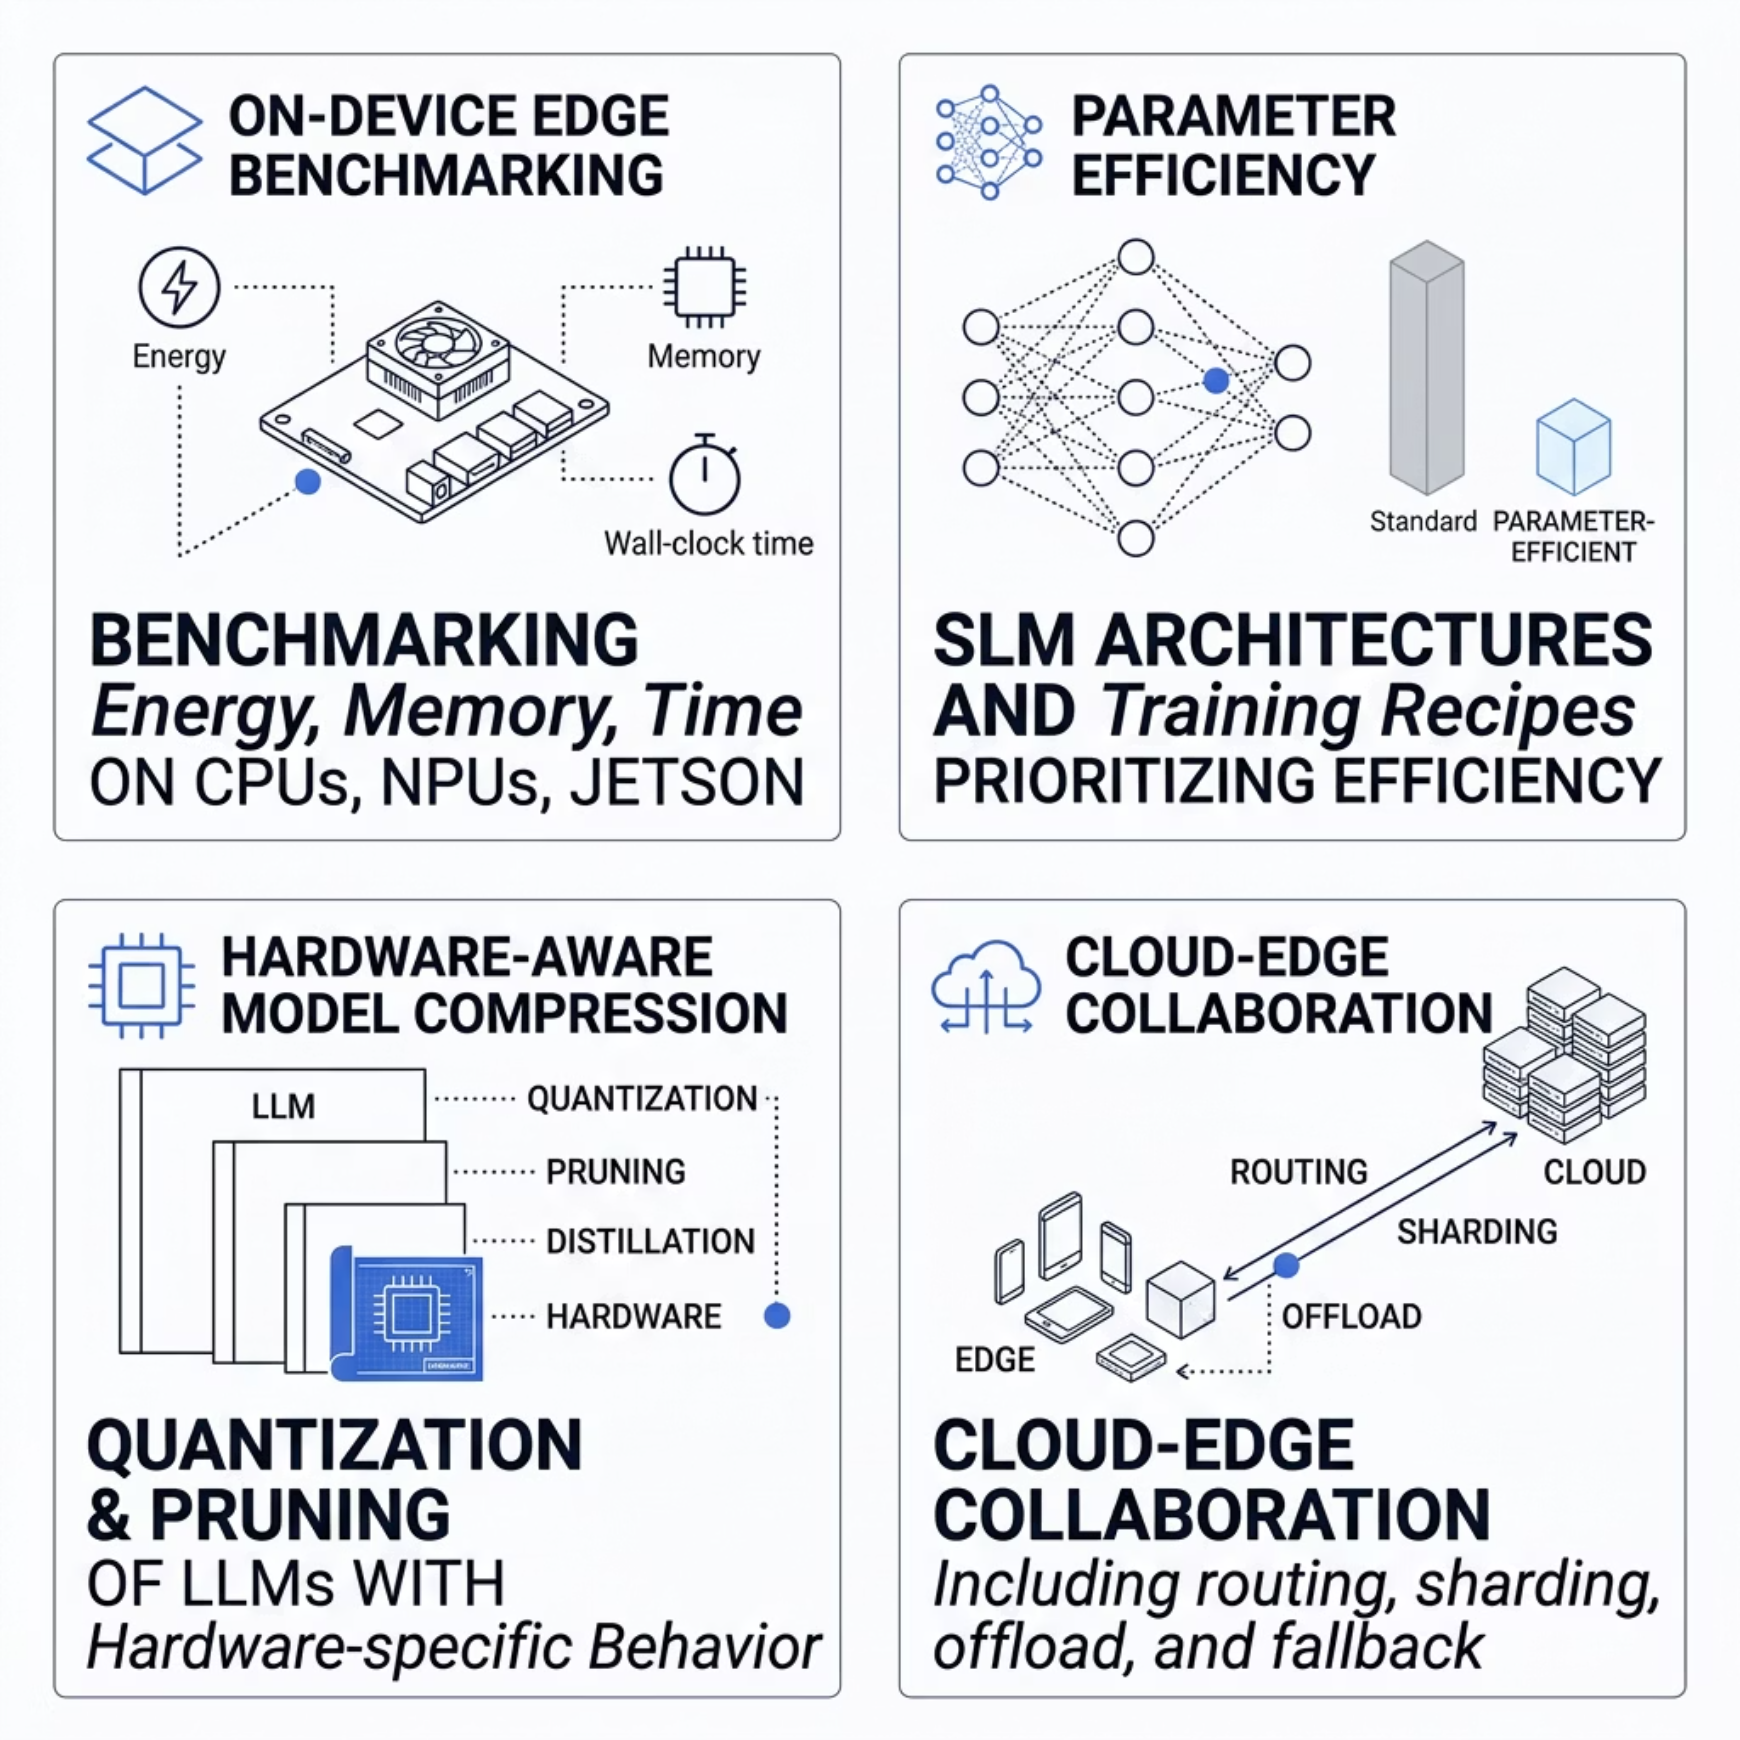 ON-DEVICE EDGE
BENCHMARKING
Energy
Memory
Wall-clock time
BENCHMARKING
Energy, Memory, Time
ON CPUs, NPUs, JETSON
PARAMETER
EFFICIENCY
Standard
PARAMETER-
EFFICIENT
SLM ARCHITECTURES
AND Training Recipes
PRIORITIZING EFFICIENCY
HARDWARE-AWARE
MODEL COMPRESSION
LLM
QUANTIZATION
PRUNING
DISTILLATION
HARDWARE
QUANTIZATION
& PRUNING
OF LLMs WITH
Hardware-specific Behavior
CLOUD-EDGE
COLLABORATION
ROUTING
CLOUD
SHARDING
OFFLOAD
EDGE
CLOUD-EDGE
COLLABORATION
Including routing, sharding,
offload, and fallback